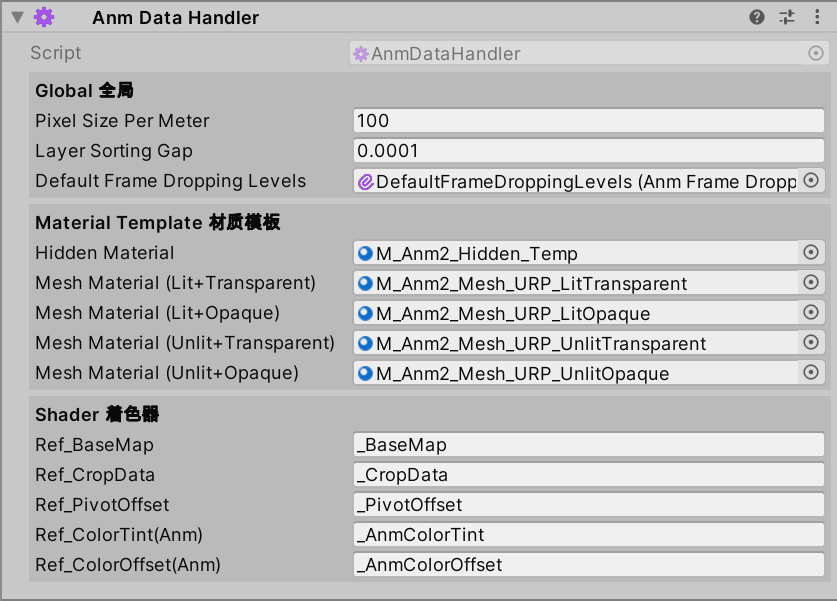 Anm Data Handler
Script AnmDataHandler
Global 全局
Pixel Size Per Meter 100
Layer Sorting Gap 0.0001
Default Frame Dropping Levels DefaultFrameDroppingLevels (Anm Frame Dropp
Material Template 材质模板
Hidden Material M_Anm2_Hidden_Temp
Mesh Material (Lit+Transparent) M_Anm2_Mesh_URP_LitTransparent
Mesh Material (Lit+Opaque) M_Anm2_Mesh_URP_LitOpaque
Mesh Material (Unlit+Transparent) M_Anm2_Mesh_URP_UnlitTransparent
Mesh Material (Unlit+Opaque) M_Anm2_Mesh_URP_UnlitOpaque
Shader 着色器
Ref_BaseMap _BaseMap
Ref_CropData _CropData
Ref_PivotOffset _PivotOffset
Ref_ColorTint(Anm) _AnmColorTint
Ref_ColorOffset(Anm) _AnmColorOffset